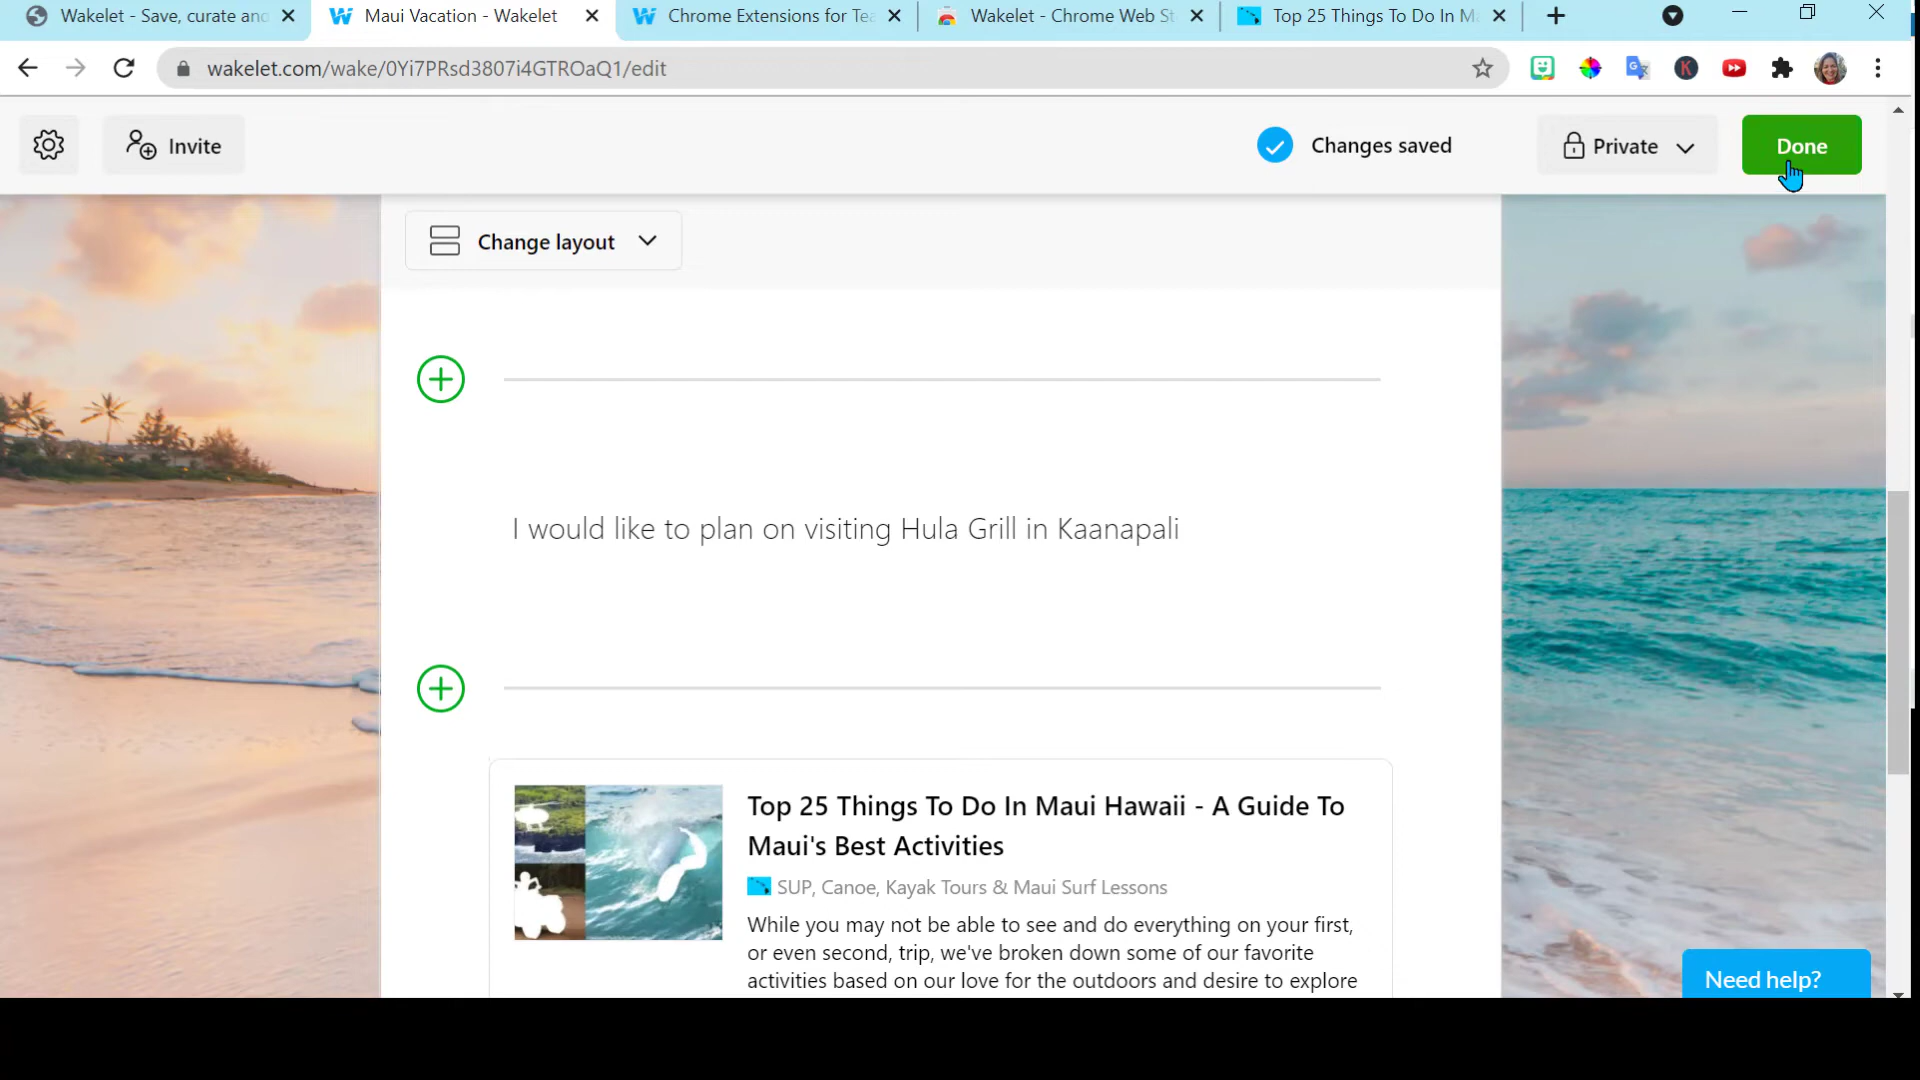 Wakelet - Save, curate and
Maui Vacation - Wakelet
Chrome Extensions for Tea
Wakelet - Chrome Web St
Top 25 Things To Do In M
wakelet.com/wake/0Yi7PRsd3807i4GTROaQ1/edit
Invite
Changes saved
Private
Done
Change layout
I would like to plan on visiting Hula Grill in Kaanapali
Top 25 Things To Do In Maui Hawaii - A Guide To
Maui's Best Activities
SUP, Canoe, Kayak Tours & Maui Surf Lessons
While you may not be able to see and do everything on your first,
or even second, trip, we've broken down some of our favorite
activities based on our love for the outdoors and desire to explore
Need help?